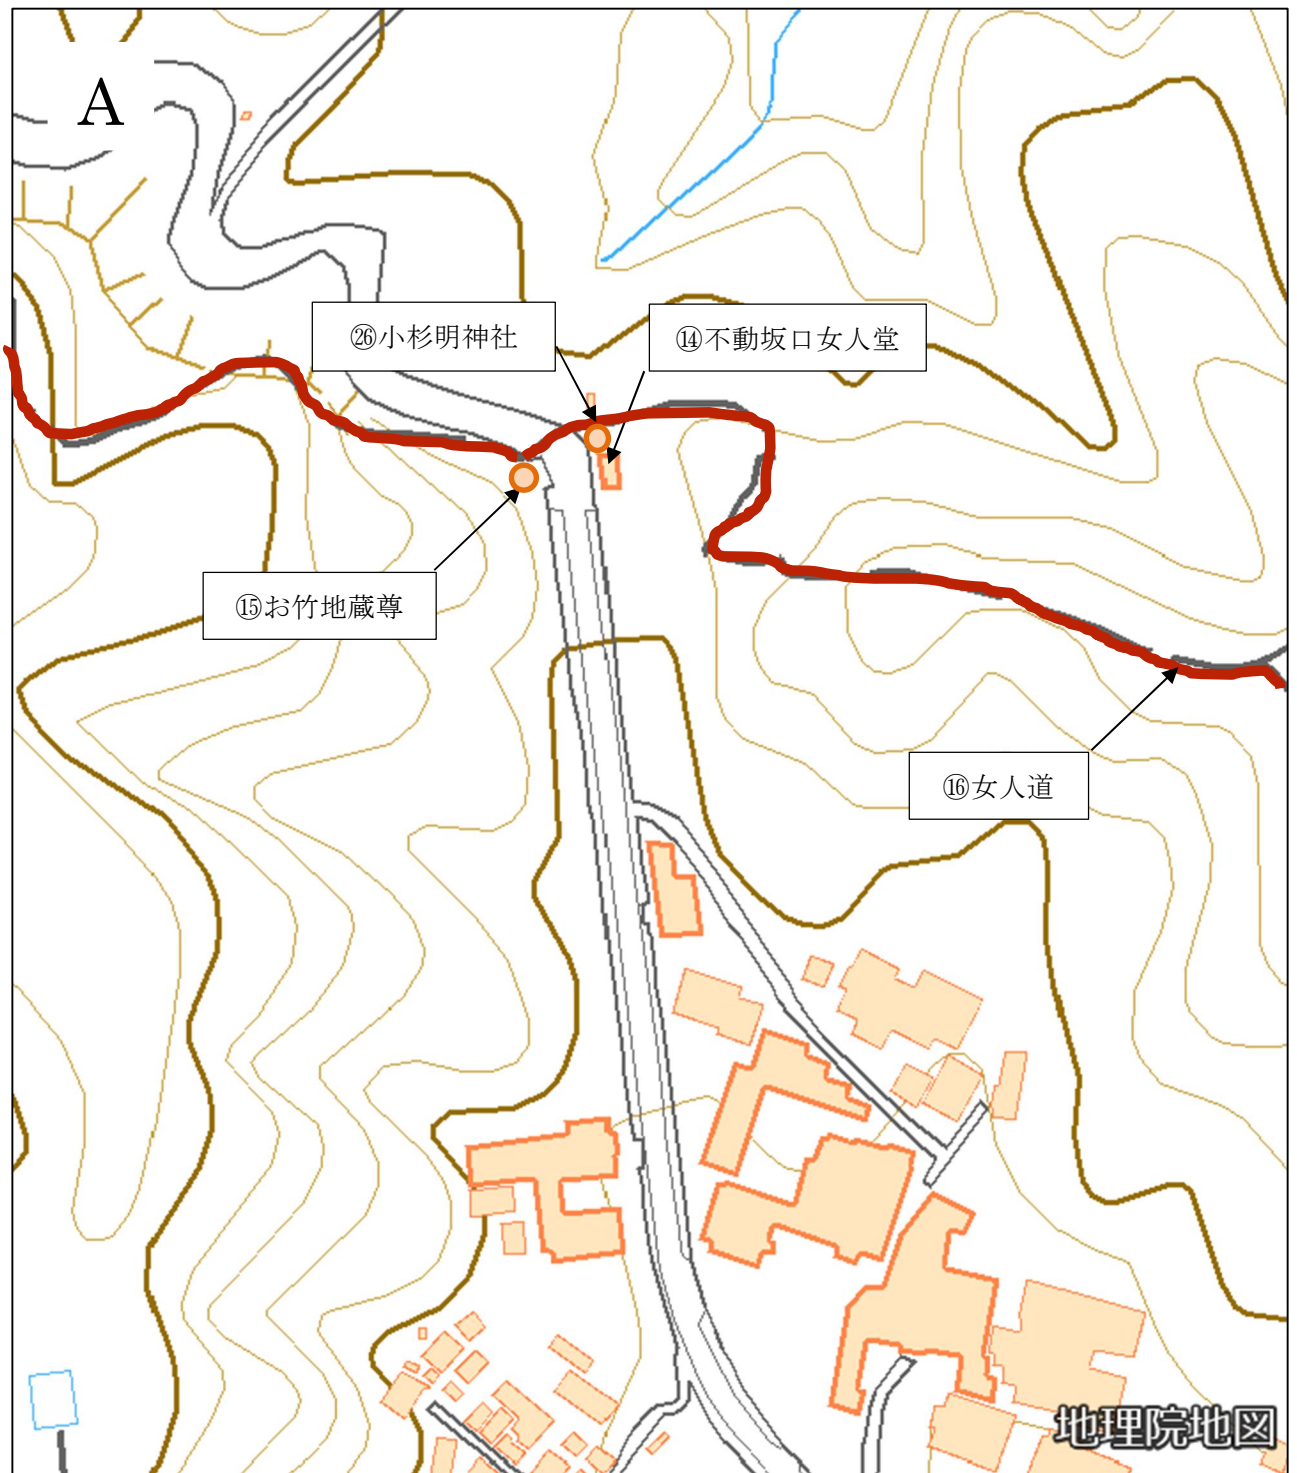 A
㉖小杉明神社
⑭不動坂口女人堂
⑮お竹地蔵尊
⑯女人道
地理院地図